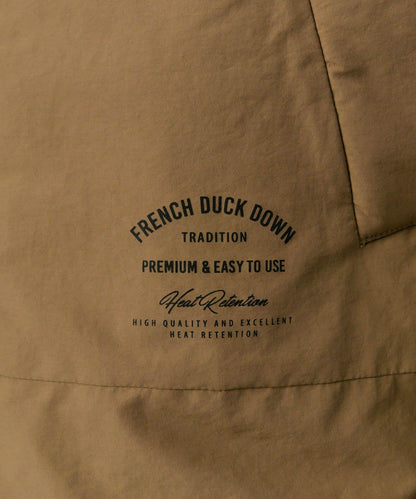 FRENCH DUCK DOWN
TRADITION
PREMIUM & EASY TO USE
Heat Retention
HIGH QUALITY AND EXCELLENT
HEAT RETENTION